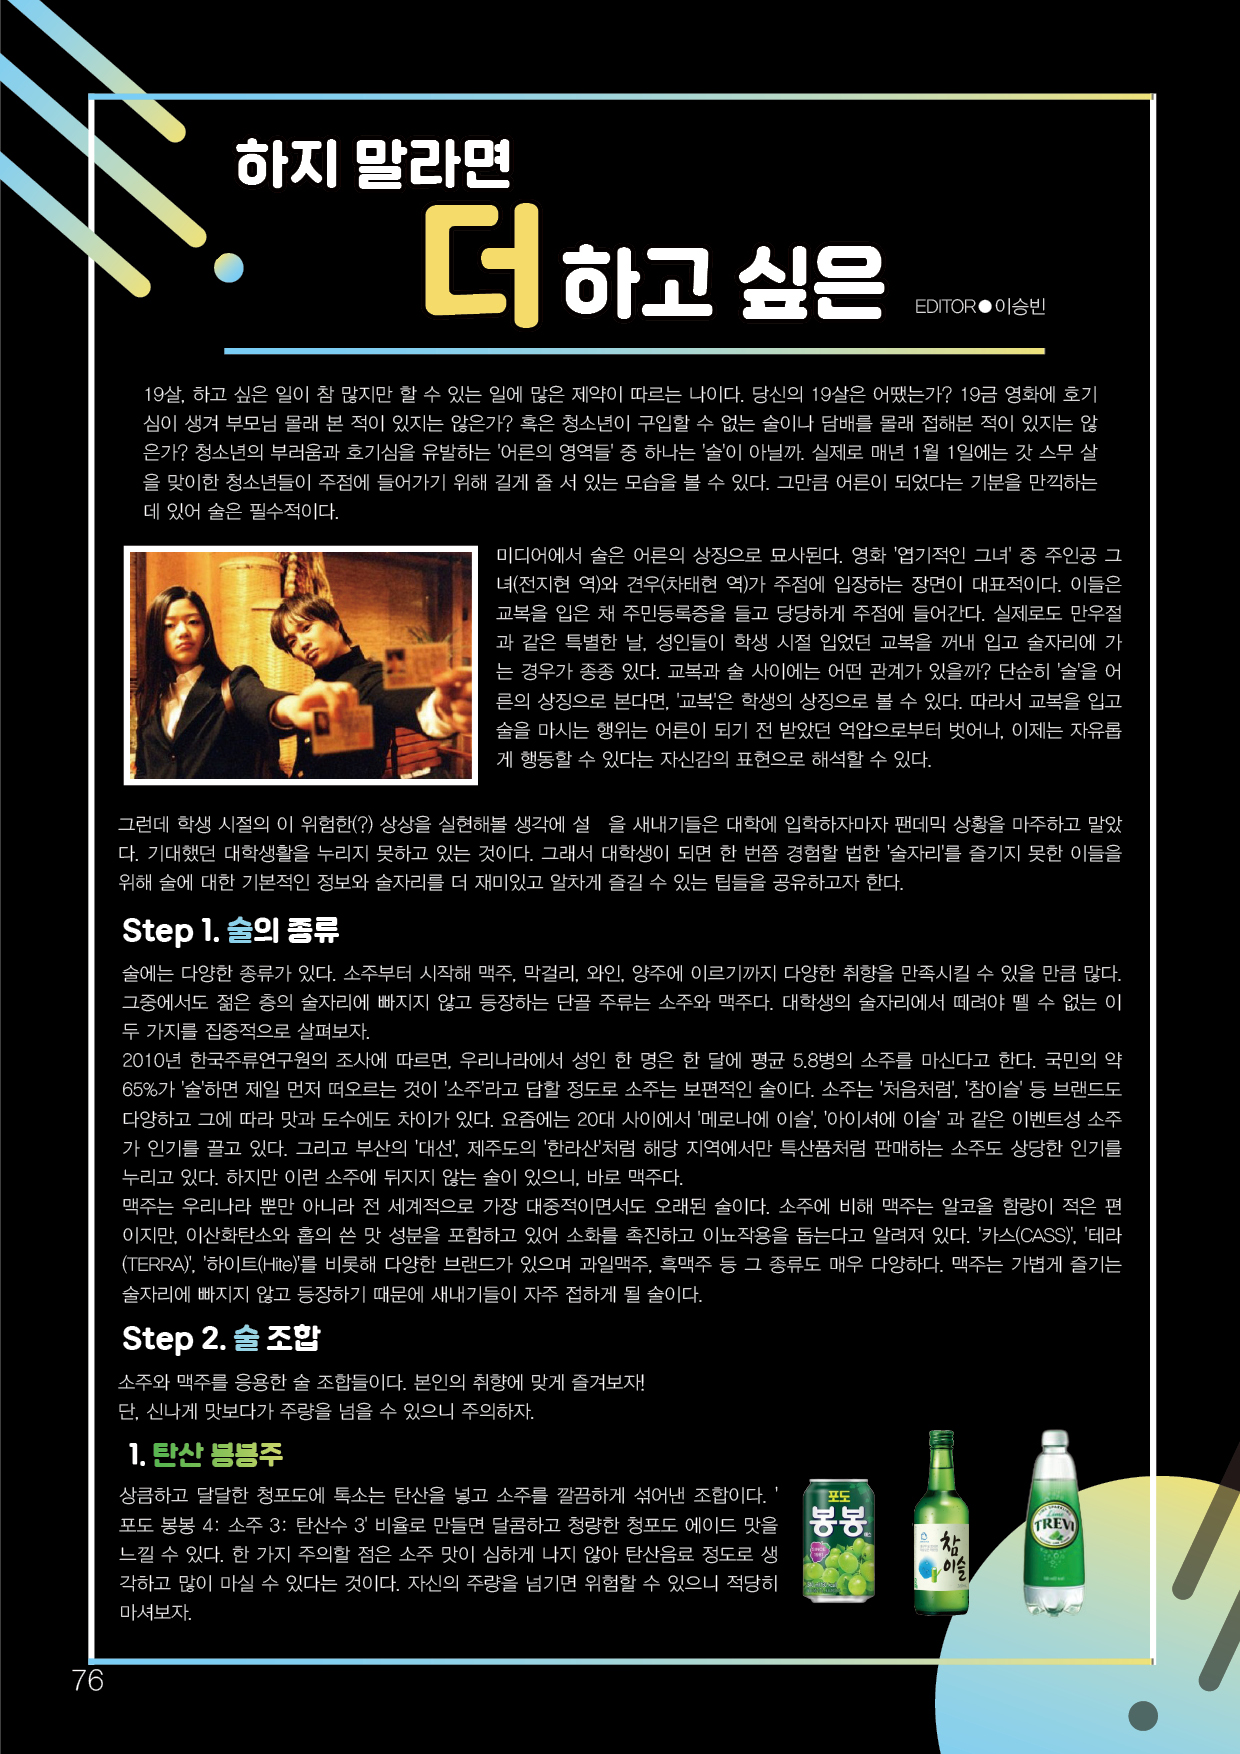 하지 말라면
더 하고 싶은
EDITOR●이승빈
19살, 하고 싶은 일이 참 많지만 할 수 있는 일에 많은 제약이 따르는 나이다. 당신의 19살은 어땠는가? 19금 영화에 호기
심이 생겨 부모님 몰래 본 적이 있지는 않은가? 혹은 청소년이 구입할 수 없는 술이나 담배를 몰래 접해본 적이 있지는 않
은가? 청소년의 부러움과 호기심을 유발하는 '어른의 영역들' 중 하나는 '술'이 아닐까. 실제로 매년 1월 1일에는 갓 스무 살
을 맞이한 청소년들이 주점에 들어가기 위해 길게 줄 서 있는 모습을 볼 수 있다. 그만큼 어른이 되었다는 기분을 만끽하는
데 있어 술은 필수적이다.
미디어에서 술은 어른의 상징으로 묘사된다. 영화 '엽기적인 그녀' 중 주인공 그
녀(전지현 역)와 견우(차태현 역)가 주점에 입장하는 장면이 대표적이다. 이들은
교복을 입은 채 주민등록증을 들고 당당하게 주점에 들어간다. 실제로도 만우절
과 같은 특별한 날, 성인들이 학생 시절 입었던 교복을 꺼내 입고 술자리에 가
는 경우가 종종 있다. 교복과 술 사이에는 어떤 관계가 있을까? 단순히 '술'을 어
른의 상징으로 본다면, '교복'은 학생의 상징으로 볼 수 있다. 따라서 교복을 입고
술을 마시는 행위는 어른이 되기 전 받았던 억압으로부터 벗어나, 이제는 자유롭
게 행동할 수 있다는 자신감의 표현으로 해석할 수 있다.
그런데 학생 시절의 이 위험한(?) 상상을 실현해볼 생각에 설 을 새내기들은 대학에 입학하자마자 팬데믹 상황을 마주하고 말았
다. 기대했던 대학생활을 누리지 못하고 있는 것이다. 그래서 대학생이 되면 한 번쯤 경험할 법한 '술자리'를 즐기지 못한 이들을
위해 술에 대한 기본적인 정보와 술자리를 더 재미있고 알차게 즐길 수 있는 팁들을 공유하고자 한다.
Step 1. 술의 종류
술에는 다양한 종류가 있다. 소주부터 시작해 맥주, 막걸리, 와인, 양주에 이르기까지 다양한 취향을 만족시킬 수 있을 만큼 많다.
그중에서도 젊은 층의 술자리에 빠지지 않고 등장하는 단골 주류는 소주와 맥주다. 대학생의 술자리에서 떼려야 뗄 수 없는 이
두 가지를 집중적으로 살펴보자.
2010년 한국주류연구원의 조사에 따르면, 우리나라에서 성인 한 명은 한 달에 평균 5.8병의 소주를 마신다고 한다. 국민의 약
65%가 '술'하면 제일 먼저 떠오르는 것이 '소주'라고 답할 정도로 소주는 보편적인 술이다. 소주는 '처음처럼', '참이슬' 등 브랜드도
다양하고 그에 따라 맛과 도수에도 차이가 있다. 요즘에는 20대 사이에서 '메로나에 이슬', '아이셔에 이슬' 과 같은 이벤트성 소주
가 인기를 끌고 있다. 그리고 부산의 '대선', 제주도의 '한라산'처럼 해당 지역에서만 특산품처럼 판매하는 소주도 상당한 인기를
누리고 있다. 하지만 이런 소주에 뒤지지 않는 술이 있으니, 바로 맥주다.
맥주는 우리나라 뿐만 아니라 전 세계적으로 가장 대중적이면서도 오래된 술이다. 소주에 비해 맥주는 알코올 함량이 적은 편
이지만, 이산화탄소와 홉의 쓴 맛 성분을 포함하고 있어 소화를 촉진하고 이뇨작용을 돕는다고 알려져 있다. '카스(CASS)', '테라
(TERRA)', '하이트(Hite)'를 비롯해 다양한 브랜드가 있으며 과일맥주, 흑맥주 등 그 종류도 매우 다양하다. 맥주는 가볍게 즐기는
술자리에 빠지지 않고 등장하기 때문에 새내기들이 자주 접하게 될 술이다.
Step 2. 술 조합
소주와 맥주를 응용한 술 조합들이다. 본인의 취향에 맞게 즐겨보자!
단, 신나게 맛보다가 주량을 넘을 수 있으니 주의하자.
1. 탄산 봉봉주
상큼하고 달달한 청포도에 톡소는 탄산을 넣고 소주를 깔끔하게 섞어낸 조합이다. '
포도 봉봉 4: 소주 3: 탄산수 3' 비율로 만들면 달콤하고 청량한 청포도 에이드 맛을
느낄 수 있다. 한 가지 주의할 점은 소주 맛이 심하게 나지 않아 탄산음료 정도로 생
각하고 많이 마실 수 있다는 것이다. 자신의 주량을 넘기면 위험할 수 있으니 적당히
마셔보자.
포도
봉봉
참
이슬
TREVI
76